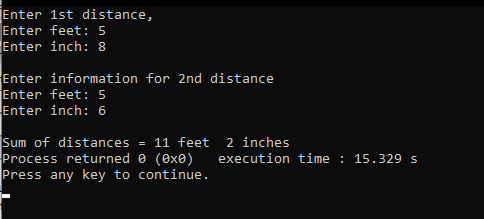 Enter 1st distance,
Enter feet: 5
Enter inch: 8
Enter information for 2nd distance
Enter feet: 5
Enter inch: 6
Sum of distances = 11 feet  2 inches
Process returned 0 (0x0)   execution time : 15.329 s
Press any key to continue.